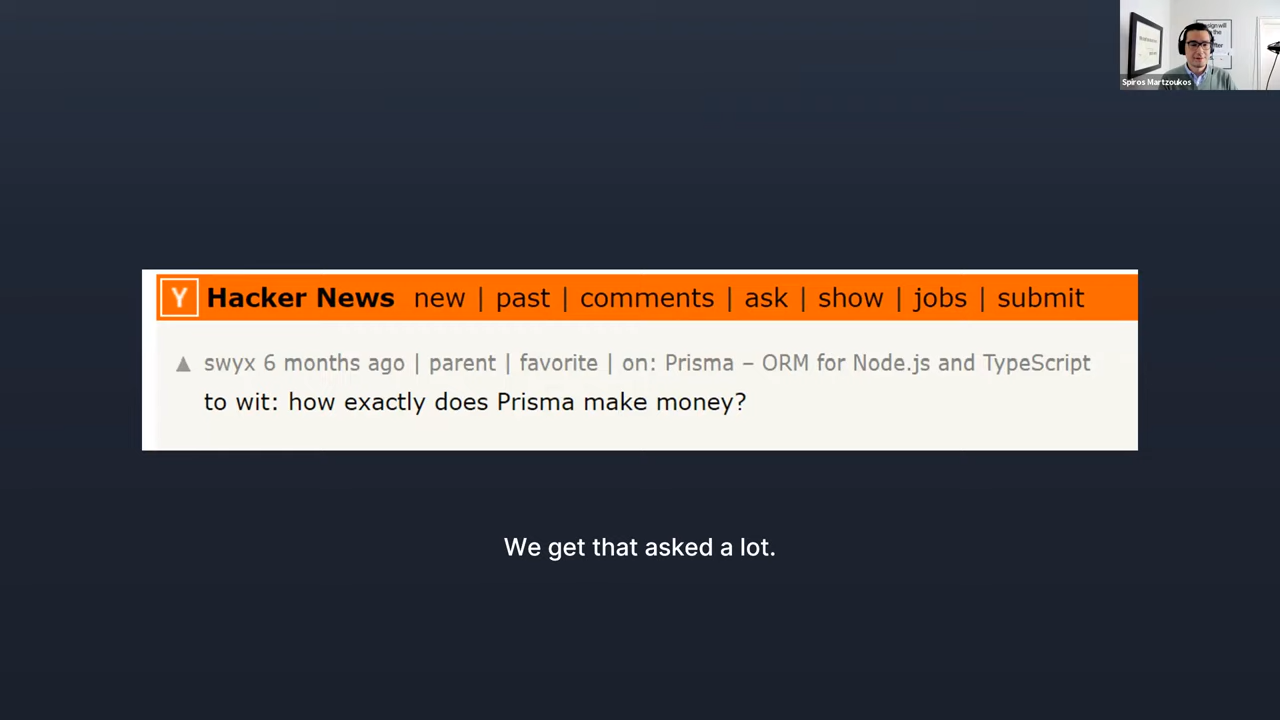 Spiros Martzoukos
Y Hacker News new | past | comments | ask | show | jobs | submit
▲ swyx 6 months ago | parent | favorite | on: Prisma – ORM for Node.js and TypeScript
to wit: how exactly does Prisma make money?
We get that asked a lot.